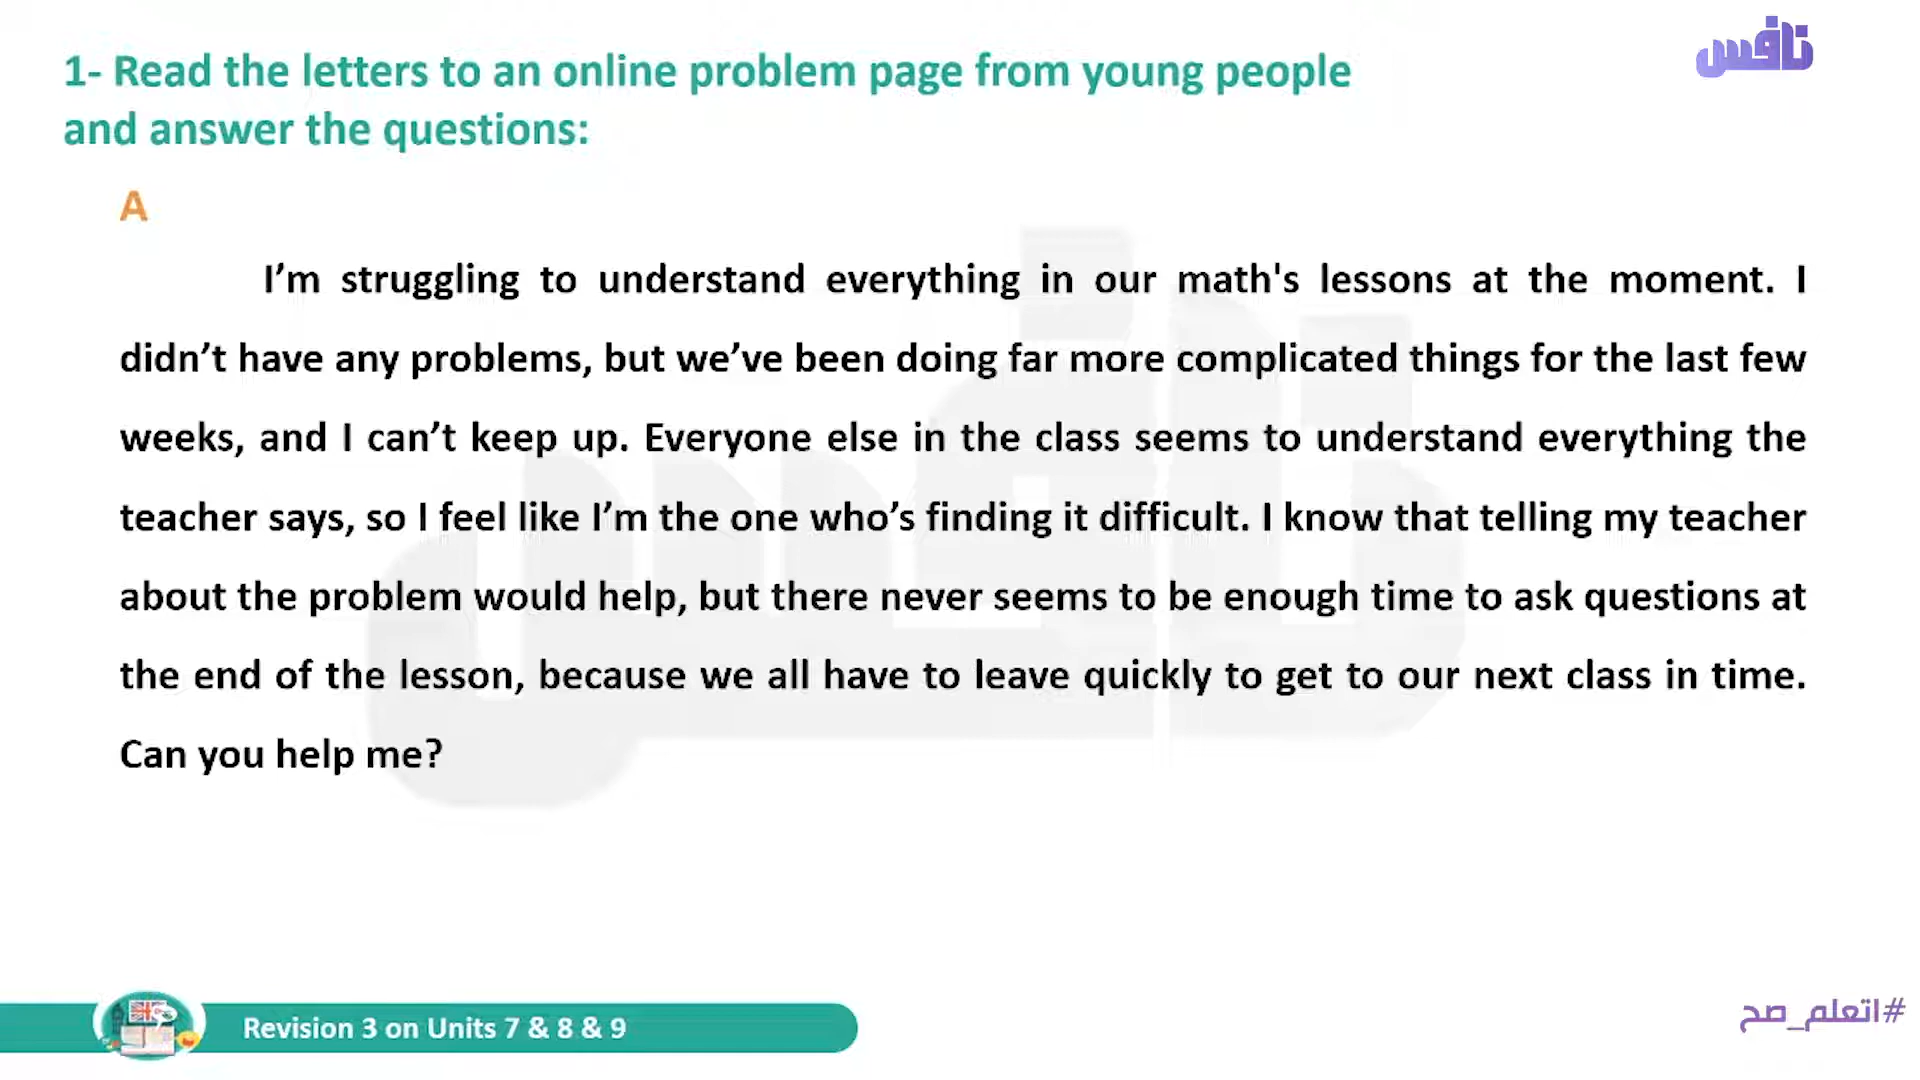 نافس
1- Read the letters to an online problem page from young people
and answer the questions:
A
I’m struggling to understand everything in our math's lessons at the moment. I
didn’t have any problems, but we’ve been doing far more complicated things for the last few
weeks, and I can’t keep up. Everyone else in the class seems to understand everything the
teacher says, so I feel like I’m the one who’s finding it difficult. I know that telling my teacher
about the problem would help, but there never seems to be enough time to ask questions at
the end of the lesson, because we all have to leave quickly to get to our next class in time.
Can you help me?
Revision 3 on Units 7 & 8 & 9
#اتعلم_صح